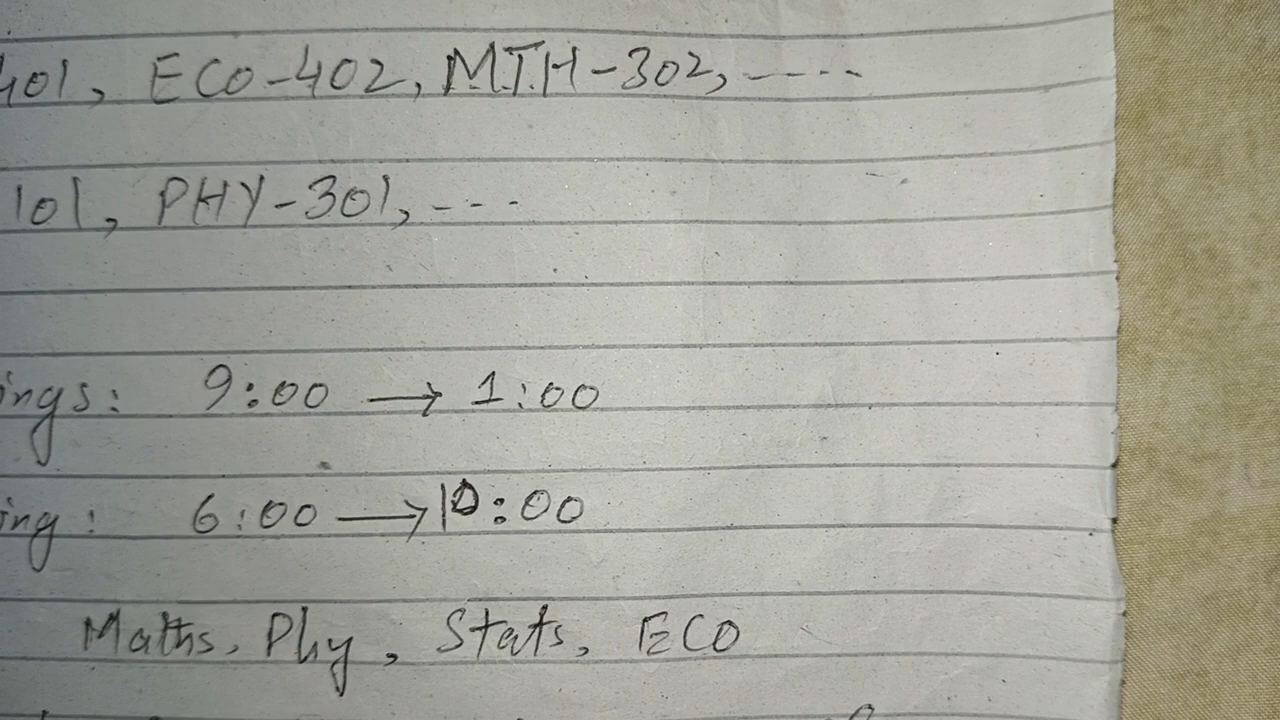 401, ECO-402, MTH-302, -----
101, PHY-301, ---
ings: 9:00 → 1:00
ing: 6:00 → 10:00
Maths, Phy, Stats, ECO